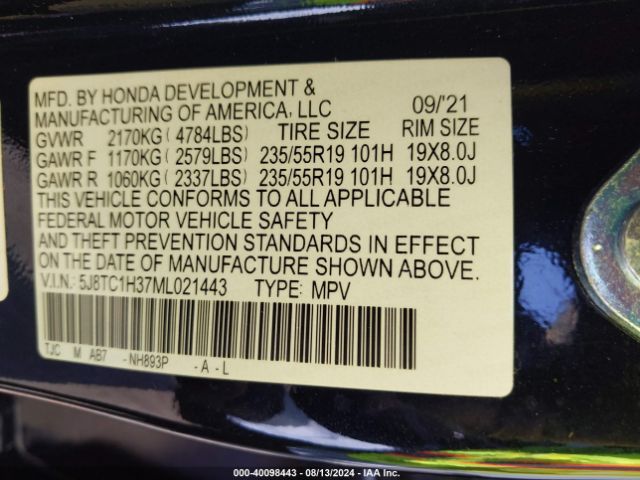 MFD. BY HONDA DEVELOPMENT &
MANUFACTURING OF AMERICA, LLC 09/'21
GVWR 2170KG ( 4784LBS) TIRE SIZE RIM SIZE
GAWR F 1170KG ( 2579LBS) 235/55R19 101H 19X8.0J
GAWR R 1060KG ( 2337LBS) 235/55R19 101H 19X8.0J
THIS VEHICLE CONFORMS TO ALL APPLICABLE
FEDERAL MOTOR VEHICLE SAFETY
AND THEFT PREVENTION STANDARDS IN EFFECT
ON THE DATE OF MANUFACTURE SHOWN ABOVE.
V.I.N.: 5J8TC1H37ML021443 TYPE: MPV
TJC M AB7 -NH893P - A - L
000-40098443 - 08/13/2024 - IAA Inc.